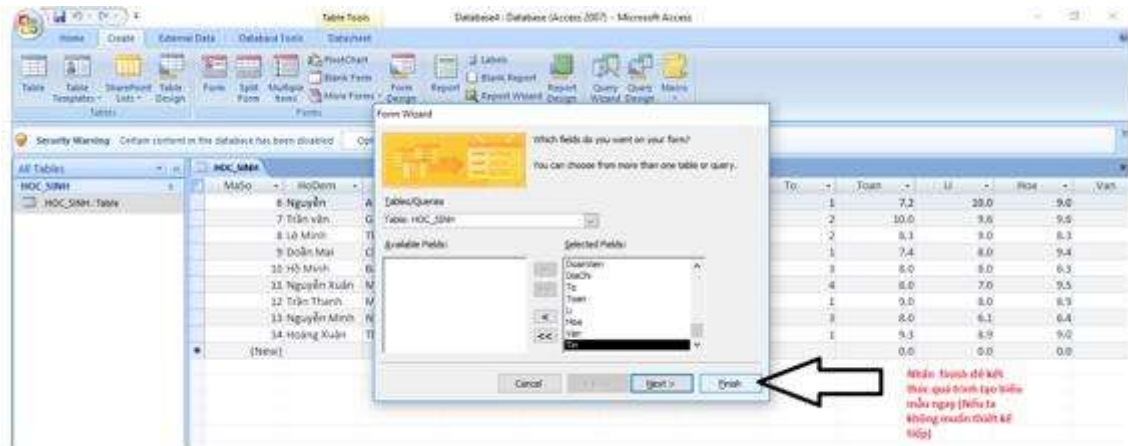 Table Tools
Database4 : Database (Access 2007) - Microsoft Access
Home
Create
External Data
Database Tools
Datasheet
Table
Table Templates
SharePoint Lists
Table Design
Form
Split Form
Multiple Items
PivotChart
Blank Form
More Forms
Form Design
Report
Labels
Blank Report
Report Wizard
Report Design
Query Wizard
Query Design
Macro
Tables
Forms
Security Warning Certain content in the database has been disabled
All Tables
HOC_SINH
HOC_SINH : Table
HOC_SINH
MaSo HoDem To Toan Li Hoa Van
6 Nguyễn 1 7.2 10.0 9.0
7 Trần văn 2 10.0 9.6
8 Lê Minh 2 8.3 9.0 8.3
9 Doãn Mai 1 7.4 8.0 9.4
10 Hồ Minh 3 8.0 8.0 6.3
11 Nguyễn Xuân 4 8.0 7.0 9.5
12 Trần Thanh 1 9.0 8.0
13 Nguyễn Minh 3 8.0 6.1 6.4
14 Hoàng Xuân 1 9.3 8.9 9.0
(New) 0.0 0.0 0.0
Form Wizard
Which fields do you want on your form?
You can choose from more than one table or query.
Tables/Queries
Table: HOC_SINH
Available Fields:
Selected Fields:
DoanVien
DiaChi
To
Toan
Li
Hoa
Van
Tin
<
<<
Cancel
Next >
Finish
Nhấn finish để kết
thúc quá trình tạo biểu
mẫu ngay (Nếu ta
không muốn thiết kế
tiếp)